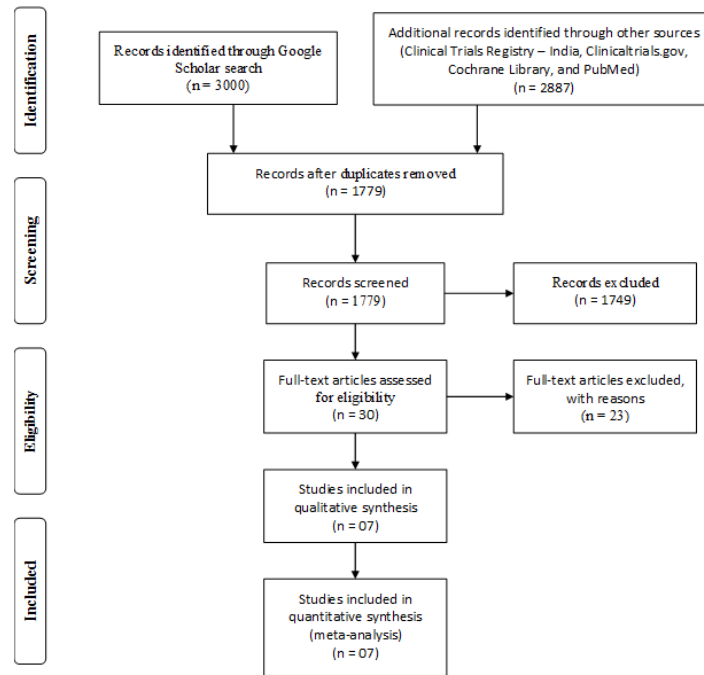 Identification
Records identified through Google
Scholar search
(n = 3000)
Additional records identified through other sources
(Clinical Trials Registry – India, Clinicaltrials.gov,
Cochrane Library, and PubMed)
(n = 2887)
Records after duplicates removed
(n = 1779)
Screening
Records screened
(n = 1779)
Records excluded
(n = 1749)
Eligibility
Full-text articles assessed
for eligibility
(n = 30)
Full-text articles excluded,
with reasons
(n = 23)
Studies included in
qualitative synthesis
(n = 07)
Included
Studies included in
quantitative synthesis
(meta-analysis)
(n = 07)